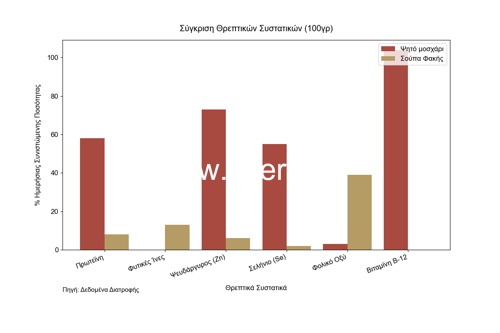 Σύγκριση Θρεπτικών Συστατικών (100γρ)
Ψητό μοσχάρι
Σούπα Φακής
% Ημερήσιας Συνιστώμενης Ποσότητας
100
80
60
40
20
0
Πρωτεΐνη
Φυτικές Ίνες
Ψευδάργυρος (Zn)
Σελήνιο (Se)
Φολικό Οξύ
Βιταμίνη B-12
Θρεπτικά Συστατικά
Πηγή: Δεδομένα Διατροφής